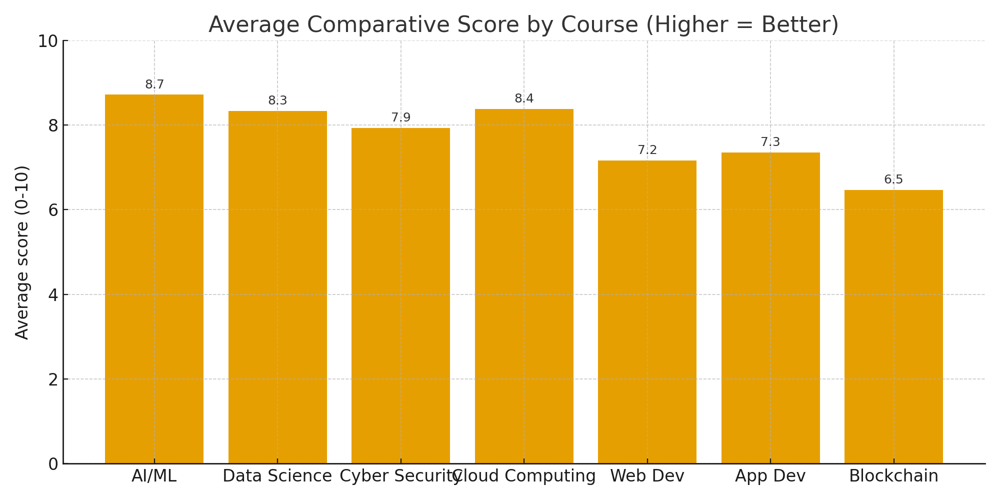 Average Comparative Score by Course (Higher = Better)
Average score (0-10)
10
8
6
4
2
0
8.7
8.3
7.9
8.4
7.2
7.3
6.5
AI/ML
Data Science
Cyber Security
Cloud Computing
Web Dev
App Dev
Blockchain